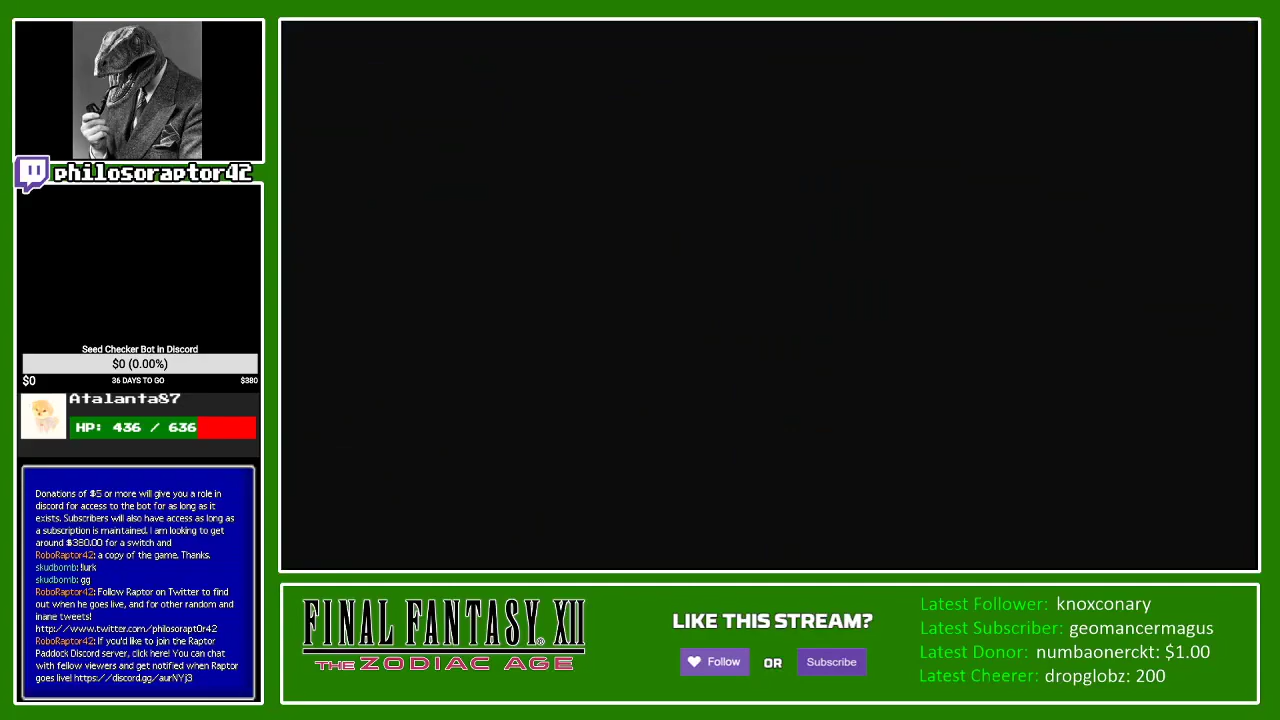 philosoraptor42
Seed Checker Bot in Discord
$0 (0.00%)
$0
36 DAYS TO GO
$380
Atalanta87
HP: 436 / 636
Donations of $5 or more will give you a role in
discord for access to the bot for as long as it
exists. Subscribers will also have access as long as
a subscription is maintained. I am looking to get
around $380.00 for a switch and
RoboRaptor42: a copy of the game. Thanks.
skudbomb: !lurk
skudbomb: gg
RoboRaptor42: Follow Raptor on Twitter to find
out when he goes live, and for other random and
inane tweets!
http://www.twitter.com/philosorapt0r42
RoboRaptor42: If you'd like to join the Raptor
Paddock Discord server, click here! You can chat
with fellow viewers and get notified when Raptor
goes live! https://discord.gg/aurNYj3
FINAL FANTASY XII
THE ZODIAC AGE
LIKE THIS STREAM?
Follow
OR
Subscribe
Latest Follower: knoxconary
Latest Subscriber: geomancermagus
Latest Donor: numbaonerckt: $1.00
Latest Cheerer: dropglobz: 200